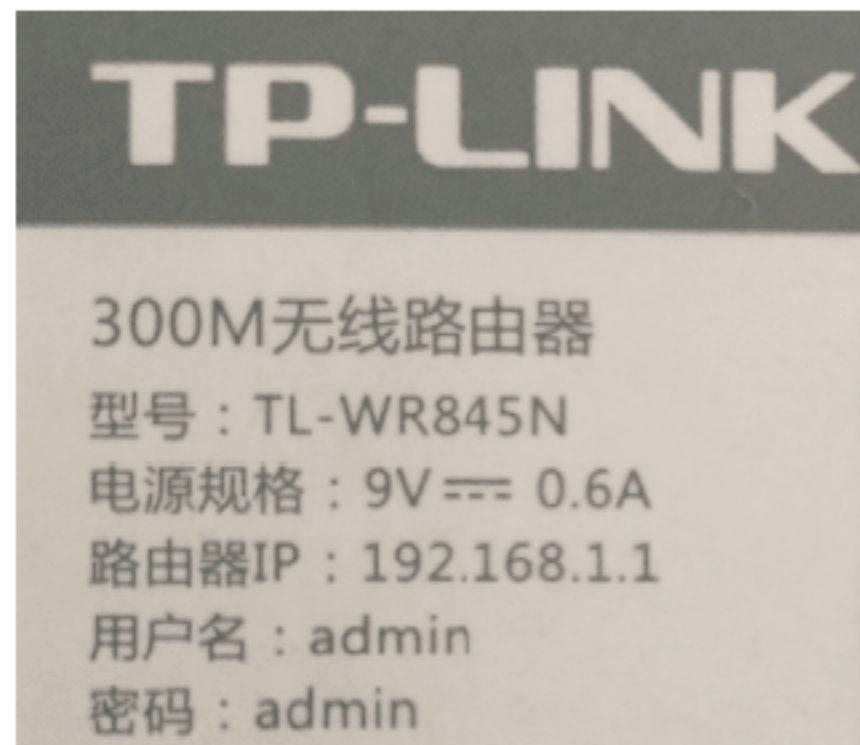 TP-LINK
300M无线路由器
型号：TL-WR845N
电源规格：9V⎓ 0.6A
路由器IP：192.168.1.1
用户名：admin
密码：admin